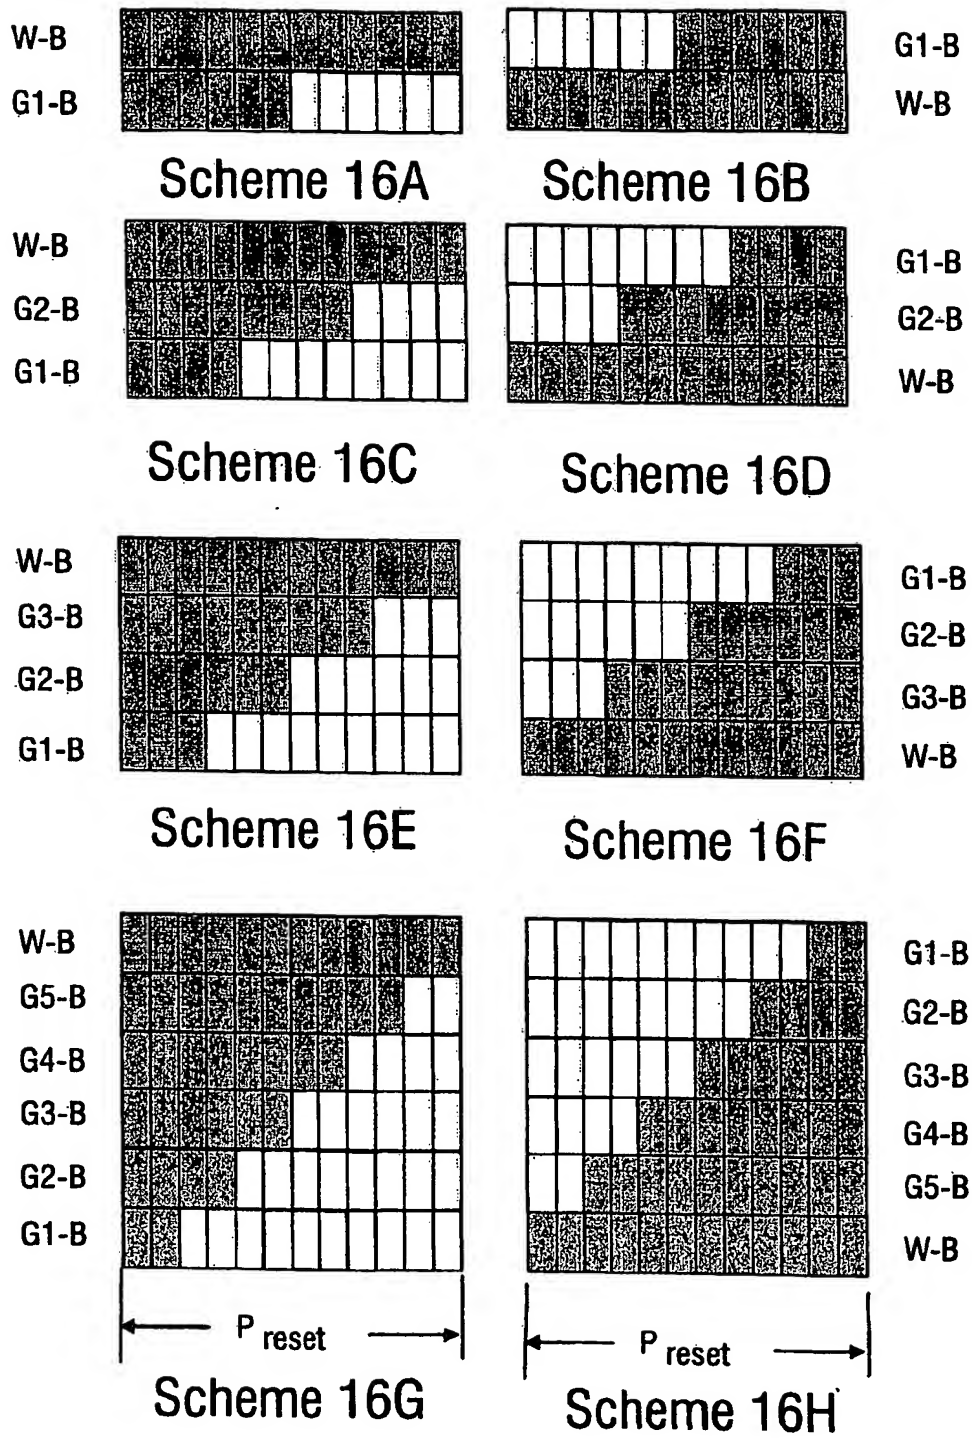 W-B
G1-B
Scheme 16A
G1-B
W-B
Scheme 16B
W-B
G2-B
G1-B
Scheme 16C
G1-B
G2-B
W-B
Scheme 16D
W-B
G3-B
G2-B
G1-B
Scheme 16E
G1-B
G2-B
G3-B
W-B
Scheme 16F
W-B
G5-B
G4-B
G3-B
G2-B
G1-B
P reset
Scheme 16G
G1-B
G2-B
G3-B
G4-B
G5-B
W-B
P reset
Scheme 16H